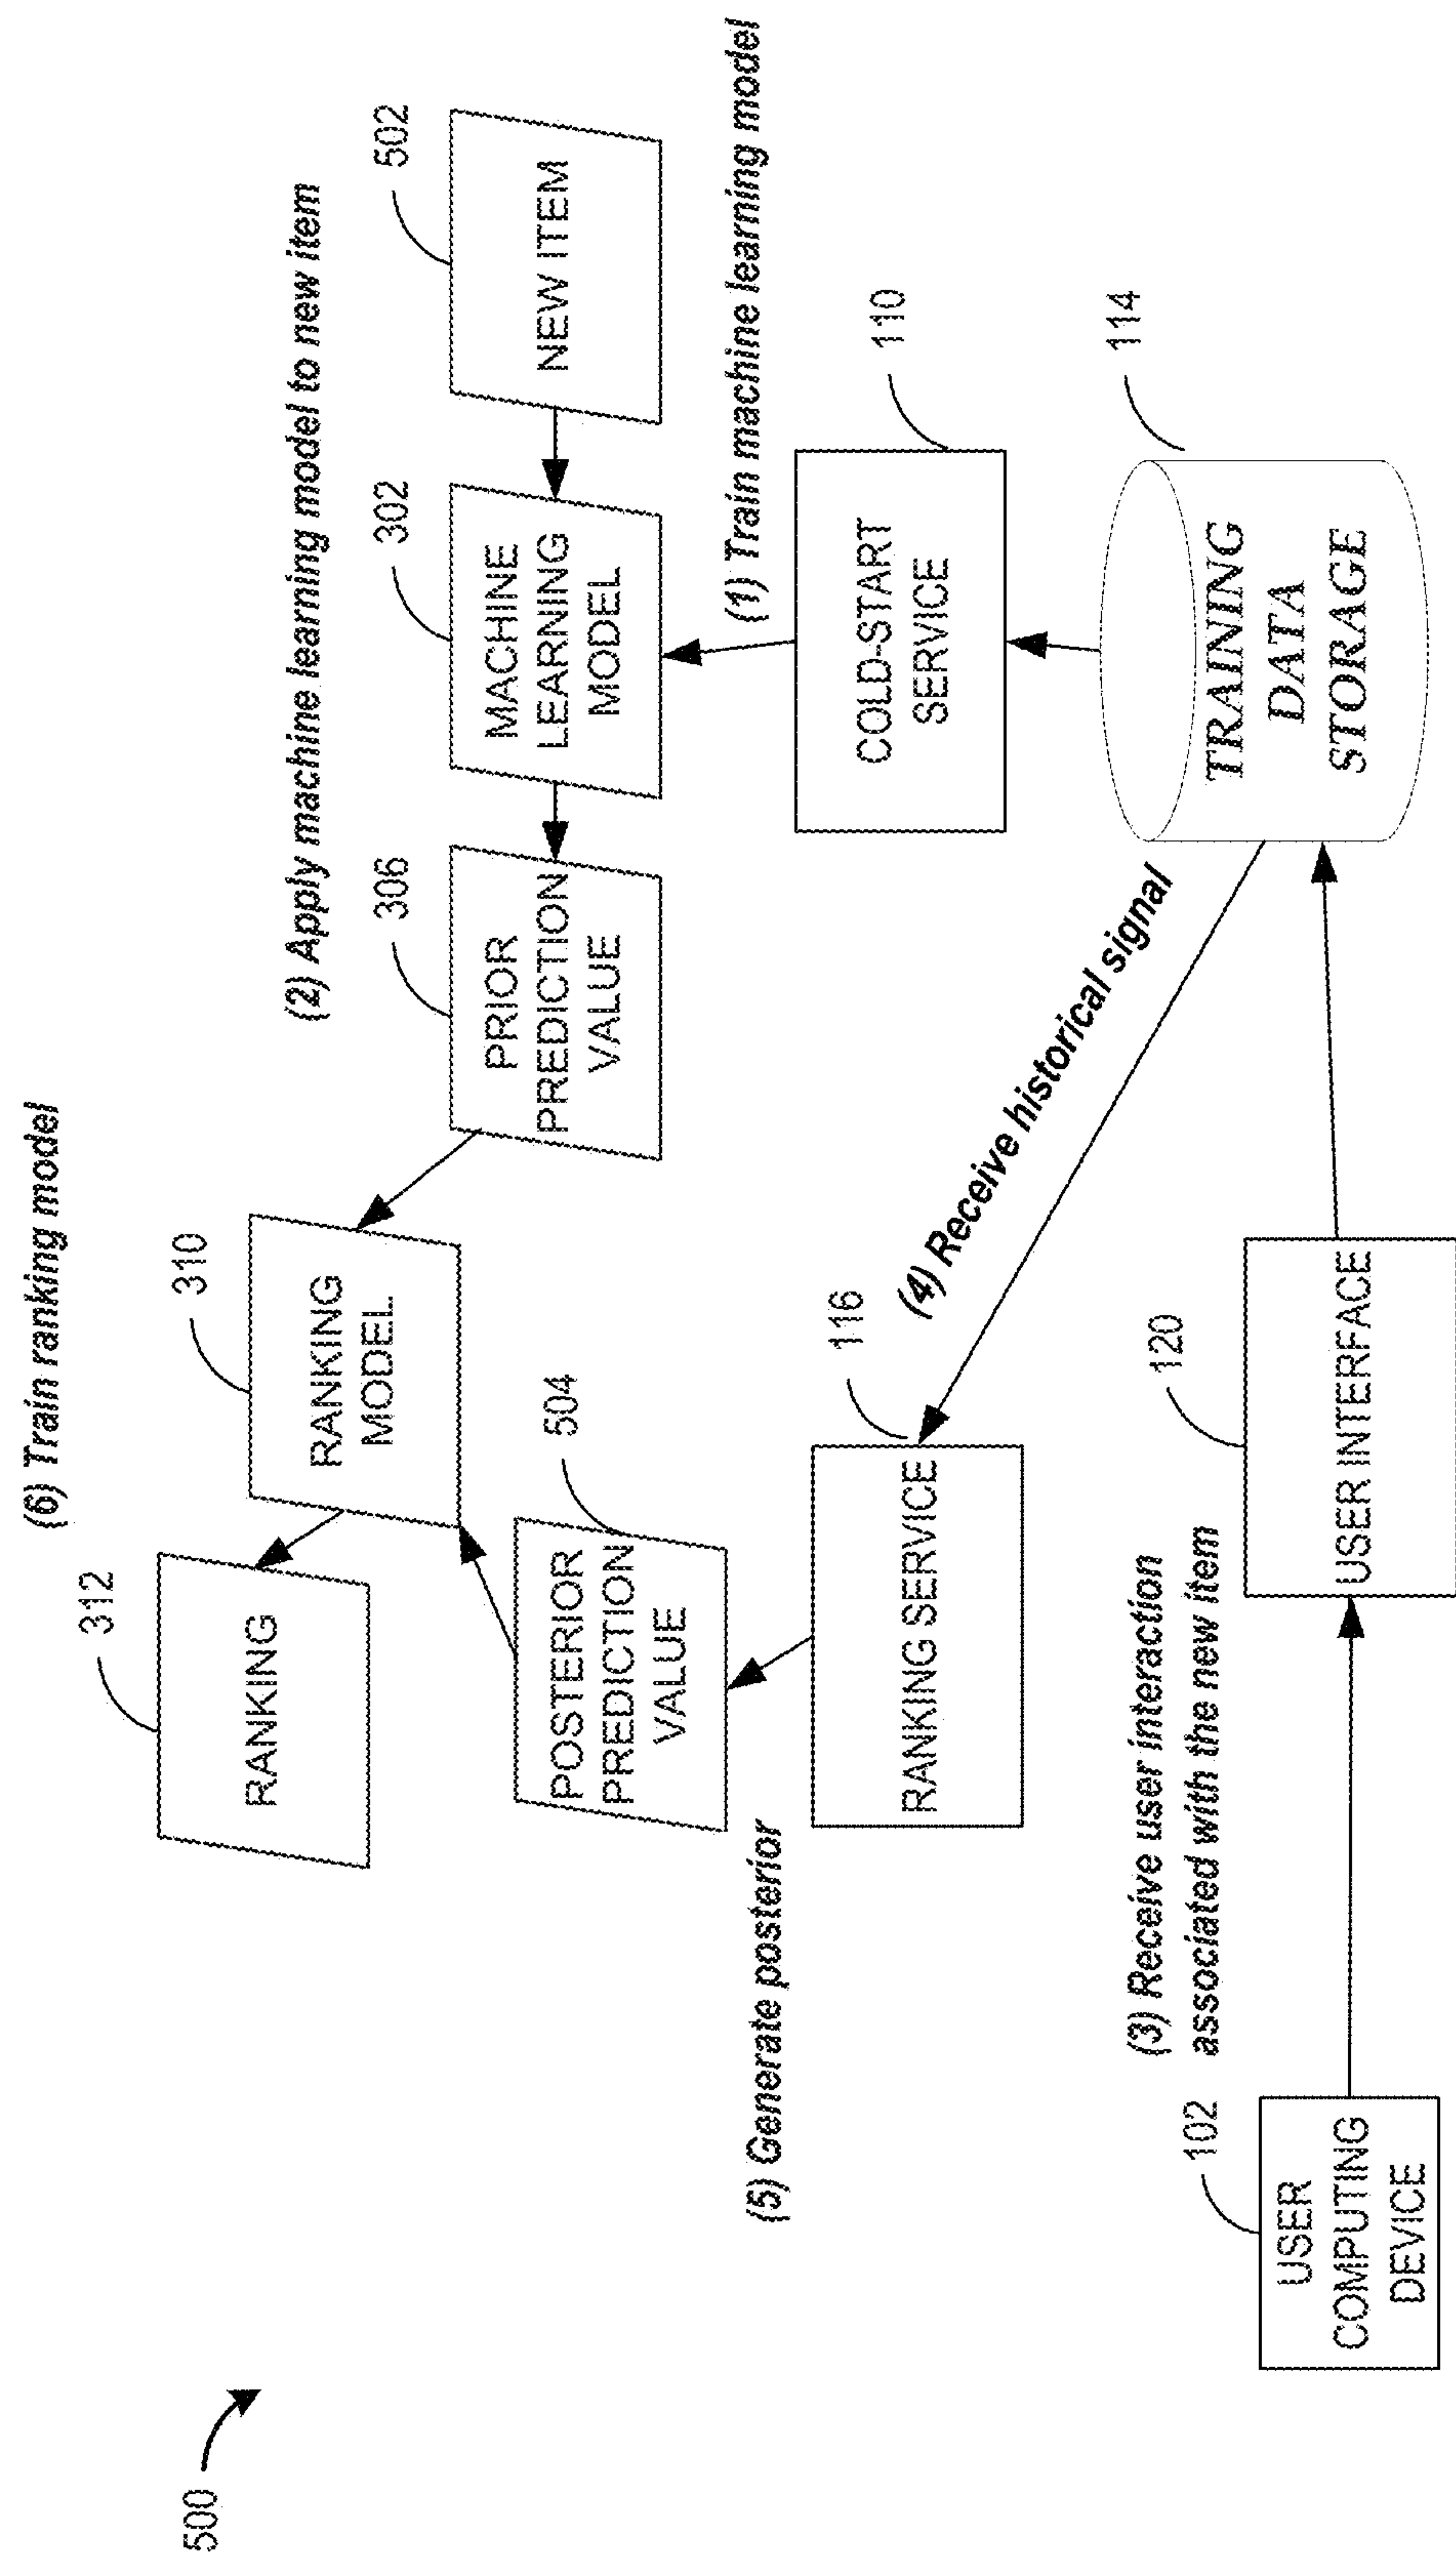 500
(6) Train ranking model
312
RANKING
310
RANKING
MODEL
(2) Apply machine learning model to new item
306
PRIOR
PREDICTION
VALUE
302
MACHINE
LEARNING
MODEL
502
NEW ITEM
504
POSTERIOR
PREDICTION
VALUE
(5) Generate posterior
(1) Train machine learning model
116
RANKING SERVICE
(4) Receive historical signal
110
COLD-START
SERVICE
(3) Receive user interaction
associated with the new item
102
USER
COMPUTING
DEVICE
120
USER INTERFACE
114
TRAINING
DATA
STORAGE